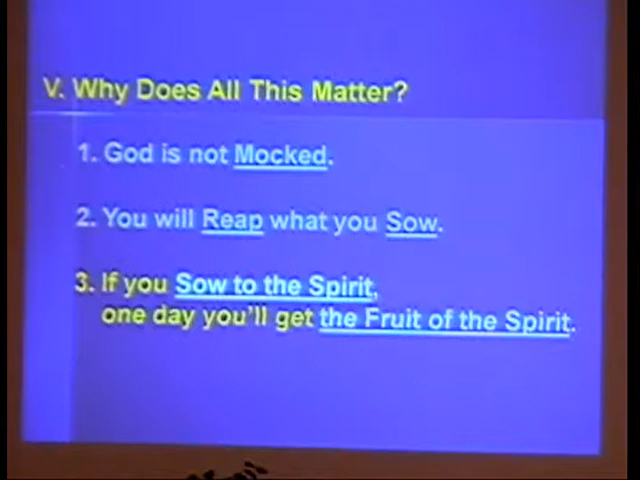 V. Why Does All This Matter?
1. God is not Mocked.
2. You will Reap what you Sow.
3. If you Sow to the Spirit,
one day you'll get the Fruit of the Spirit.